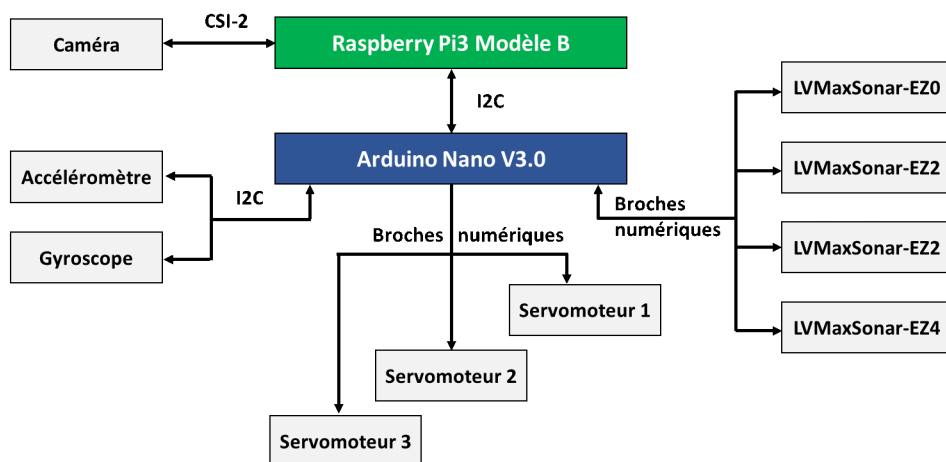 CSI-2
Caméra
Raspberry Pi3 Modèle B
I2C
LVMaxSonar-EZ0
Arduino Nano V3.0
Accéléromètre
LVMaxSonar-EZ2
I2C
Broches
numériques
Broches numériques
LVMaxSonar-EZ2
Gyroscope
Servomoteur 1
LVMaxSonar-EZ4
Servomoteur 2
Servomoteur 3